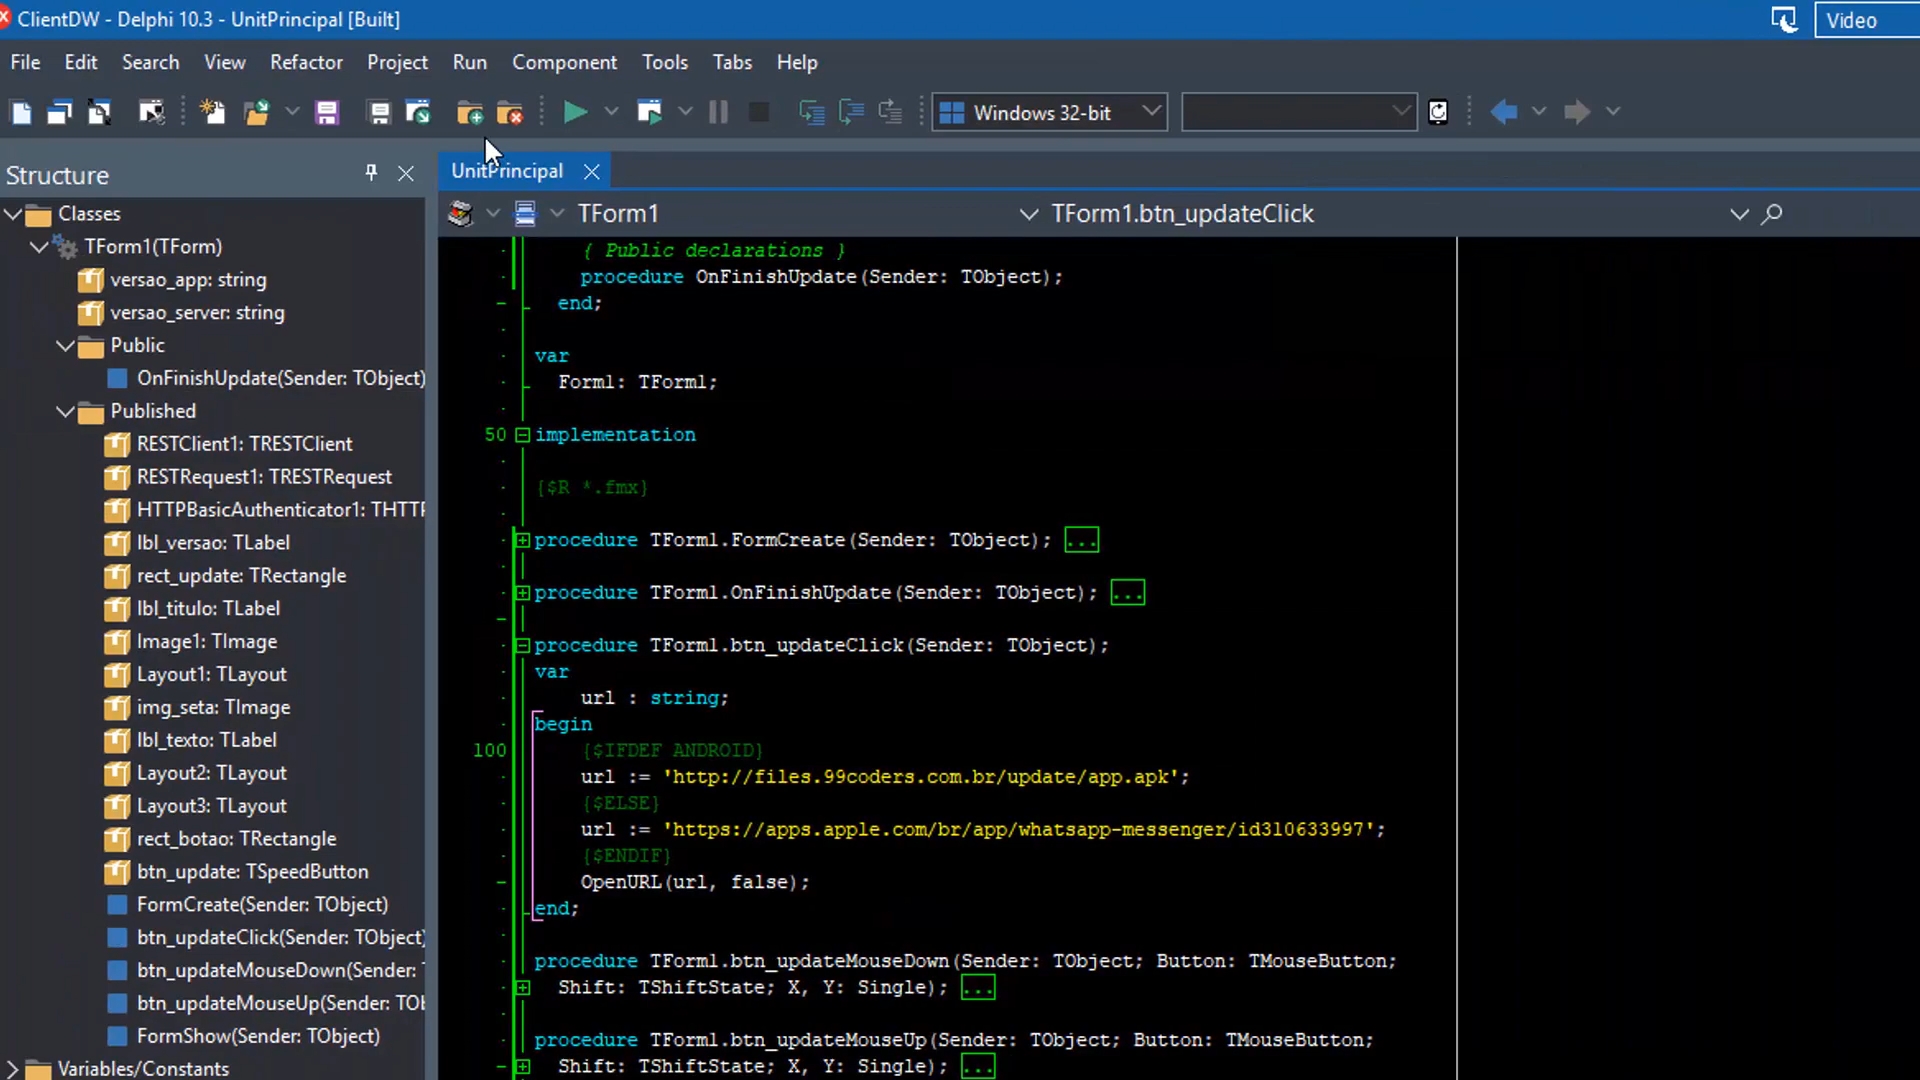 ClientDW - Delphi 10.3 - UnitPrincipal [Built]
Video
File Edit Search View Refactor Project Run Component Tools Tabs Help
Windows 32-bit
Structure
UnitPrincipal
TForm1
TForm1.btn_updateClick
Classes
TForm1(TForm)
versao_app: string
versao_server: string
Public
OnFinishUpdate(Sender: TObject)
Published
RESTClient1: TRESTClient
RESTRequest1: TRESTRequest
HTTPBasicAuthenticator1: THTTP
lbl_versao: TLabel
rect_update: TRectangle
lbl_titulo: TLabel
Image1: TImage
Layout1: TLayout
img_seta: TImage
lbl_texto: TLabel
Layout2: TLayout
Layout3: TLayout
rect_botao: TRectangle
btn_update: TSpeedButton
FormCreate(Sender: TObject)
btn_updateClick(Sender: TObject)
btn_updateMouseDown(Sender: T
btn_updateMouseUp(Sender: TOb
FormShow(Sender: TObject)
Variables/Constants
{ Public declarations }
procedure OnFinishUpdate(Sender: TObject);
end;
var
Form1: TForm1;
50 implementation
{$R *.fmx}
procedure TForm1.FormCreate(Sender: TObject); ...
procedure TForm1.OnFinishUpdate(Sender: TObject); ...
procedure TForm1.btn_updateClick(Sender: TObject);
var
url : string;
begin
100 {$IFDEF ANDROID}
url := 'http://files.99coders.com.br/update/app.apk';
{$ELSE}
url := 'https://apps.apple.com/br/app/whatsapp-messenger/id310633997';
{$ENDIF}
OpenURL(url, false);
end;
procedure TForm1.btn_updateMouseDown(Sender: TObject; Button: TMouseButton;
Shift: TShiftState; X, Y: Single); ...
procedure TForm1.btn_updateMouseUp(Sender: TObject; Button: TMouseButton;
Shift: TShiftState; X, Y: Single); ...